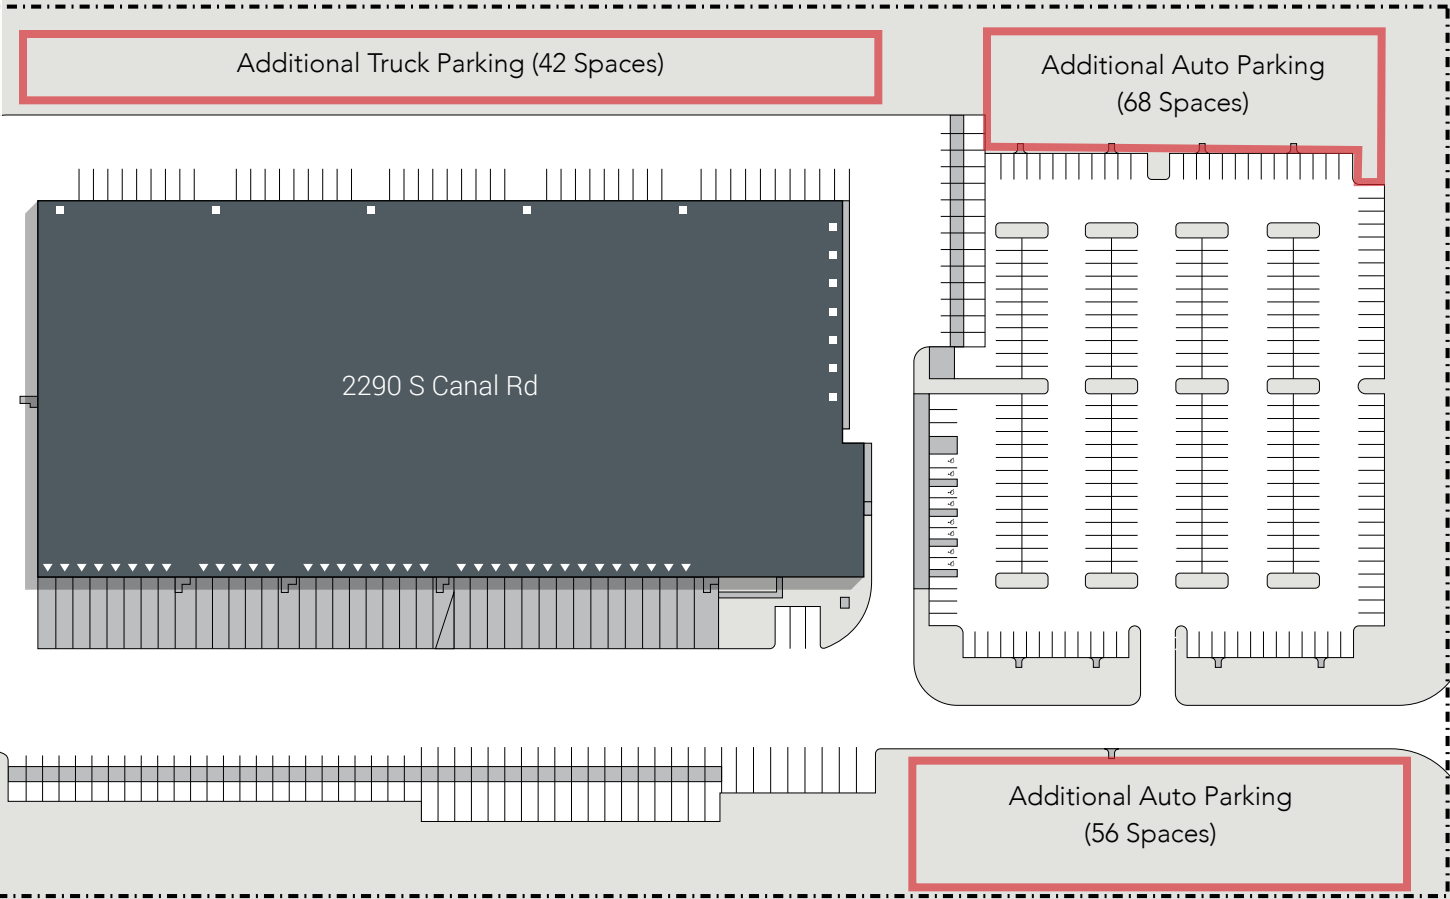 Additional Truck Parking (42 Spaces)
Additional Auto Parking
(68 Spaces)
2290 S Canal Rd
Additional Auto Parking
(56 Spaces)